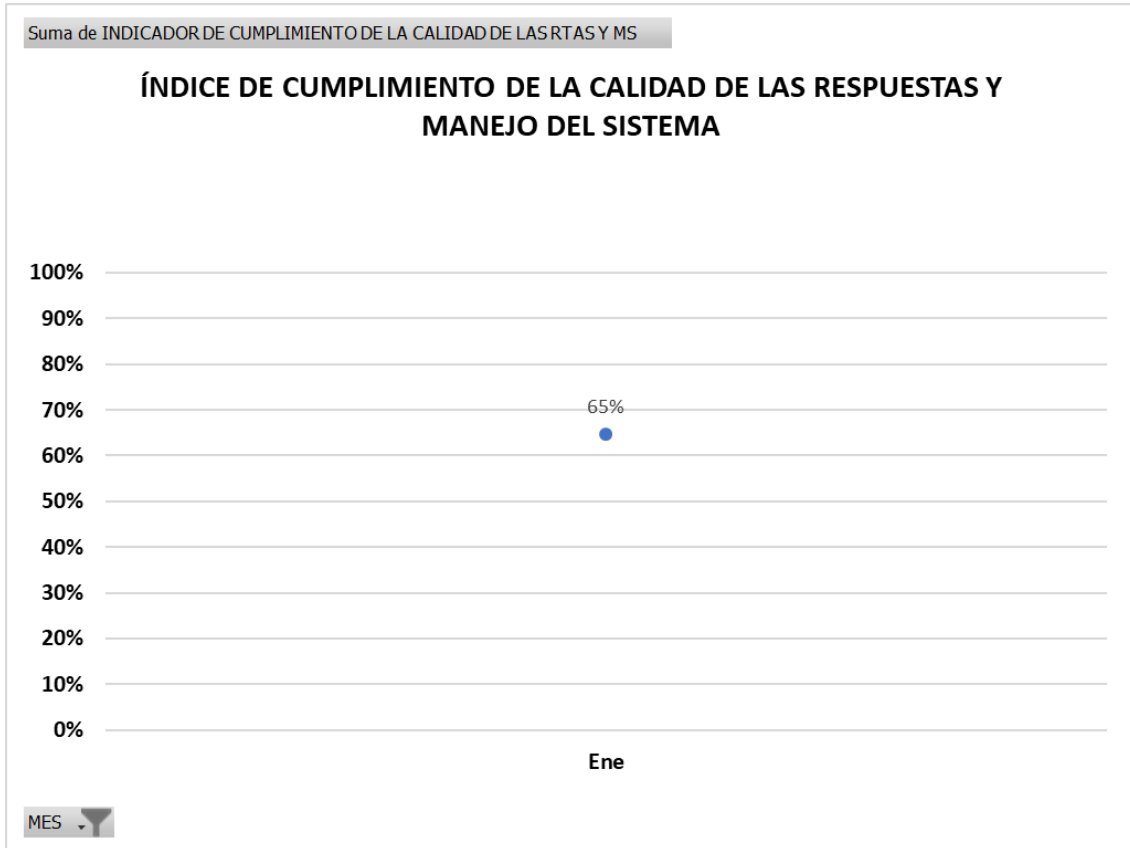 Suma de INDICADOR DE CUMPLIMIENTO DE LA CALIDAD DE LAS RTAS Y MS
ÍNDICE DE CUMPLIMIENTO DE LA CALIDAD DE LAS RESPUESTAS Y
MANEJO DEL SISTEMA
100%
90%
80%
70%
65%
60%
50%
40%
30%
20%
10%
0%
Ene
MES